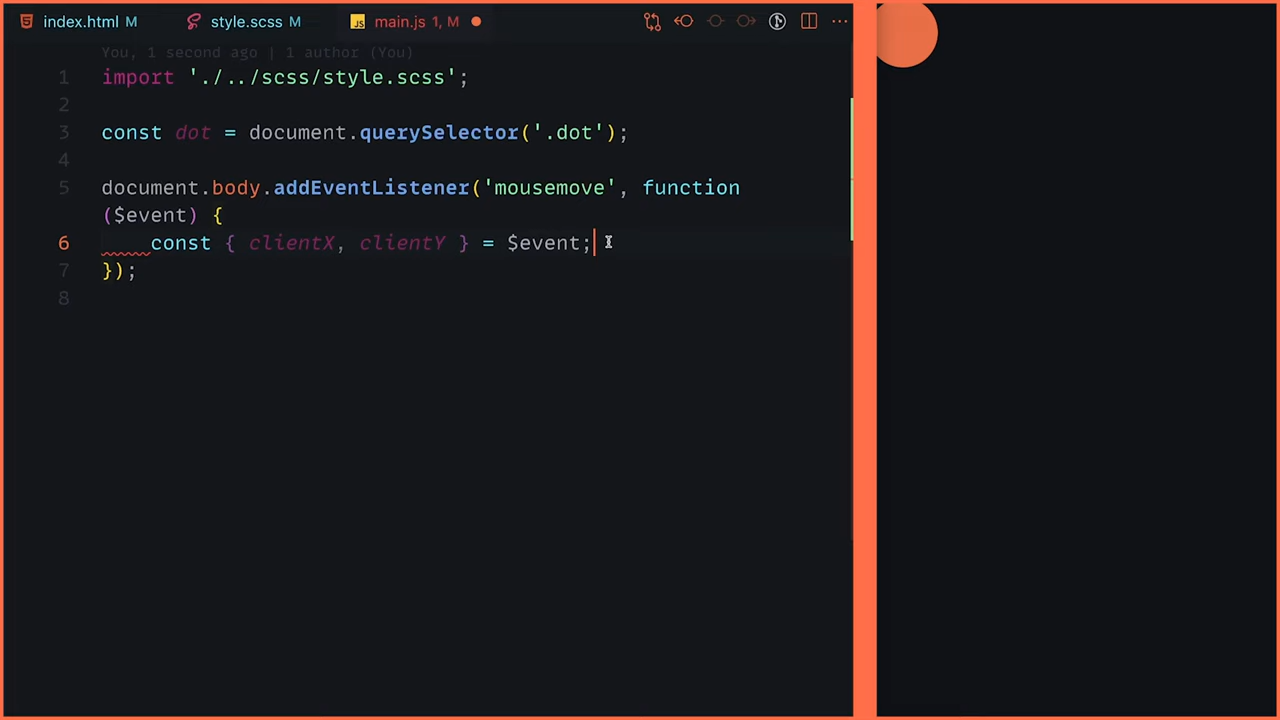 index.html M style.scss M JS main.js 1, M
You, 1 second ago | 1 author (You)
1 import './../scss/style.scss';
2
3 const dot = document.querySelector('.dot');
4
5 document.body.addEventListener('mousemove', function
($event) {
6 const { clientX, clientY } = $event;
7 });
8